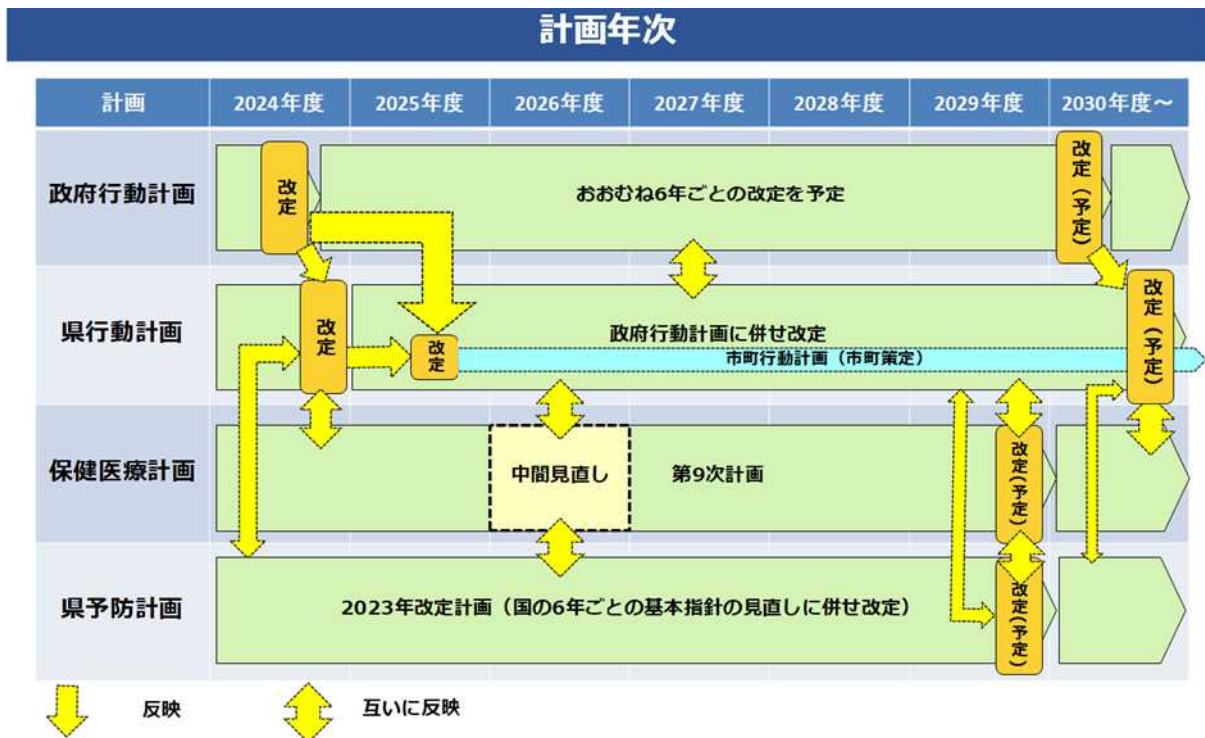 計画年次
計画 2024年度 2025年度 2026年度 2027年度 2028年度 2029年度 2030年度～
政府行動計画
改定
おおむね6年ごとの改定を予定
改定（予定）
県行動計画
改定
改定
政府行動計画に併せ改定
市町行動計画（市町策定）
改定（予定）
保健医療計画
中間見直し
第9次計画
改定(予定)
県予防計画
2023年改定計画（国の6年ごとの基本指針の見直しに併せ改定）
改定(予定)
反映
互いに反映